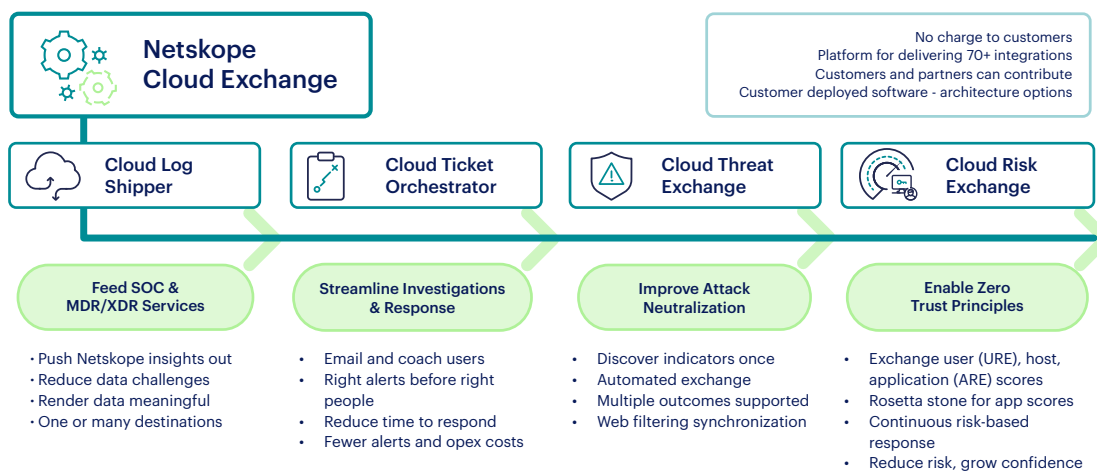 Netskope
Cloud Exchange
No charge to customers
Platform for delivering 70+ integrations
Customers and partners can contribute
Customer deployed software - architecture options
Cloud Log
Shipper
Cloud Ticket
Orchestrator
Cloud Threat
Exchange
Cloud Risk
Exchange
Feed SOC &
MDR/XDR Services
· Push Netskope insights out
· Reduce data challenges
· Render data meaningful
· One or many destinations
Streamline Investigations
& Response
• Email and coach users
• Right alerts before right
people
• Reduce time to respond
• Fewer alerts and opex costs
Improve Attack
Neutralization
• Discover indicators once
• Automated exchange
• Multiple outcomes supported
• Web filtering synchronization
Enable Zero
Trust Principles
• Exchange user (URE), host,
application (ARE) scores
• Rosetta stone for app scores
• Continuous risk-based
response
• Reduce risk, grow confidence